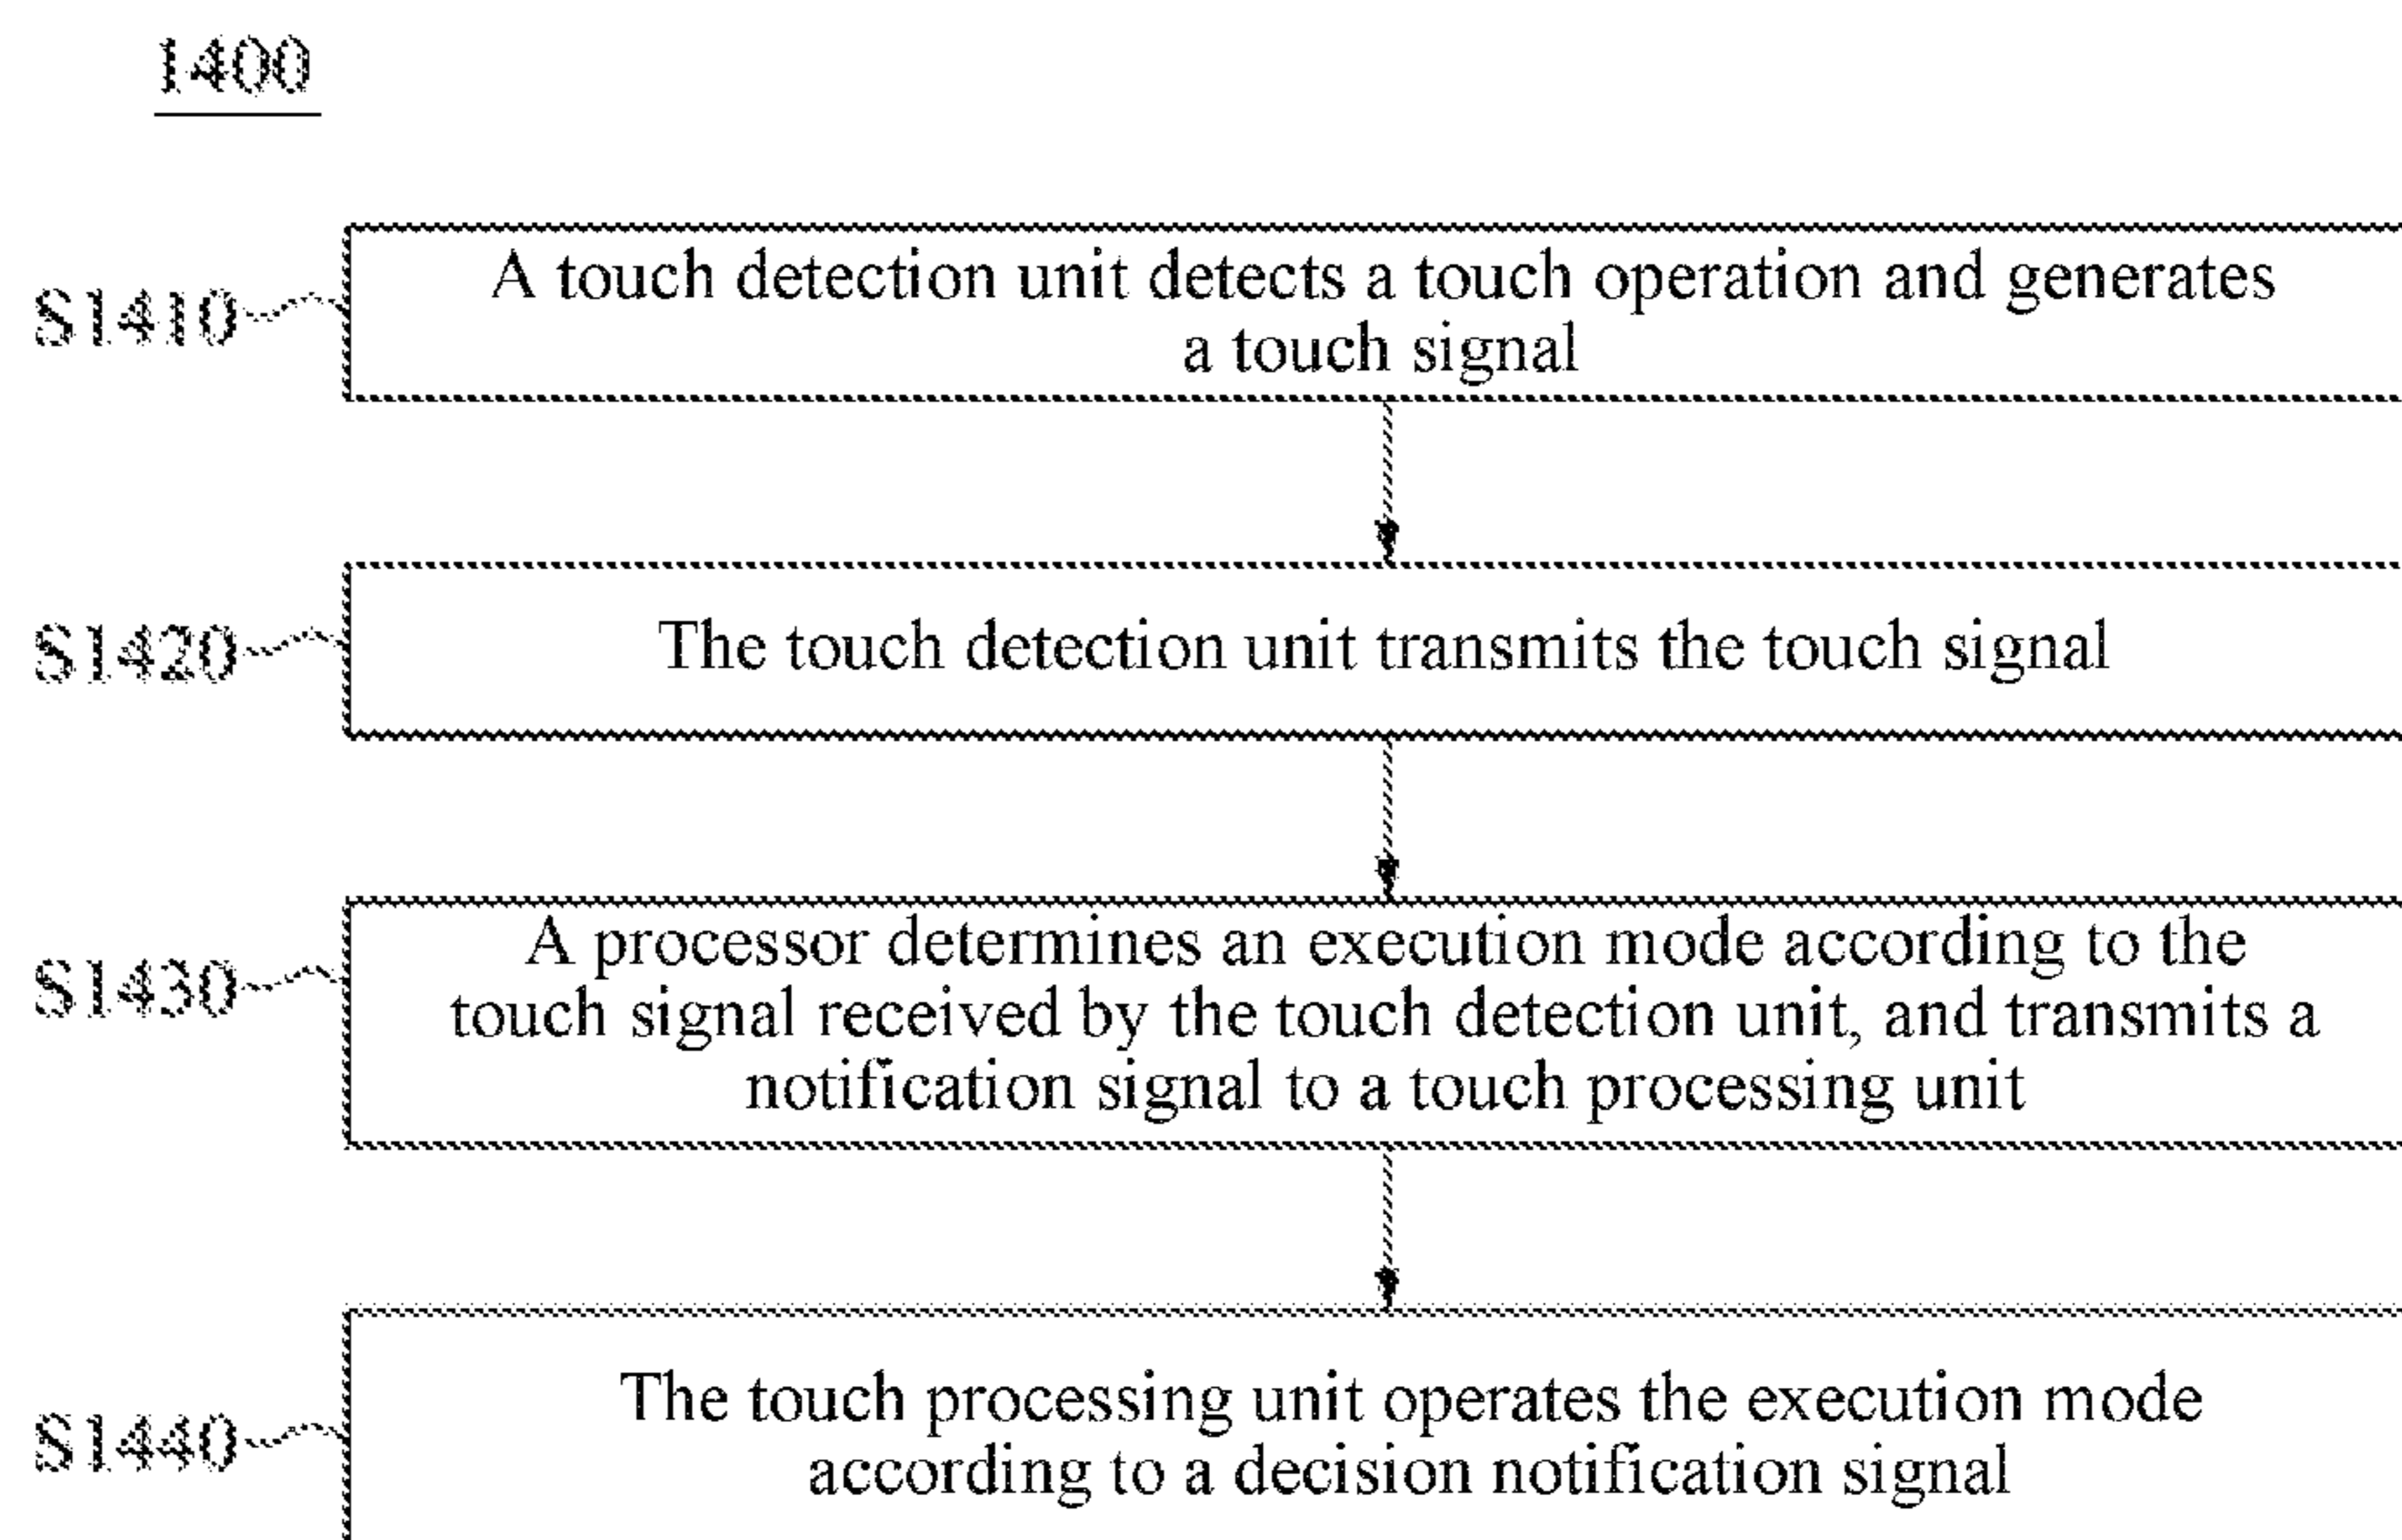 1400
S1410
A touch detection unit detects a touch operation and generates
a touch signal
S1420
The touch detection unit transmits the touch signal
S1430
A processor determines an execution mode according to the
touch signal received by the touch detection unit, and transmits a
notification signal to a touch processing unit
S1440
The touch processing unit operates the execution mode
according to a decision notification signal